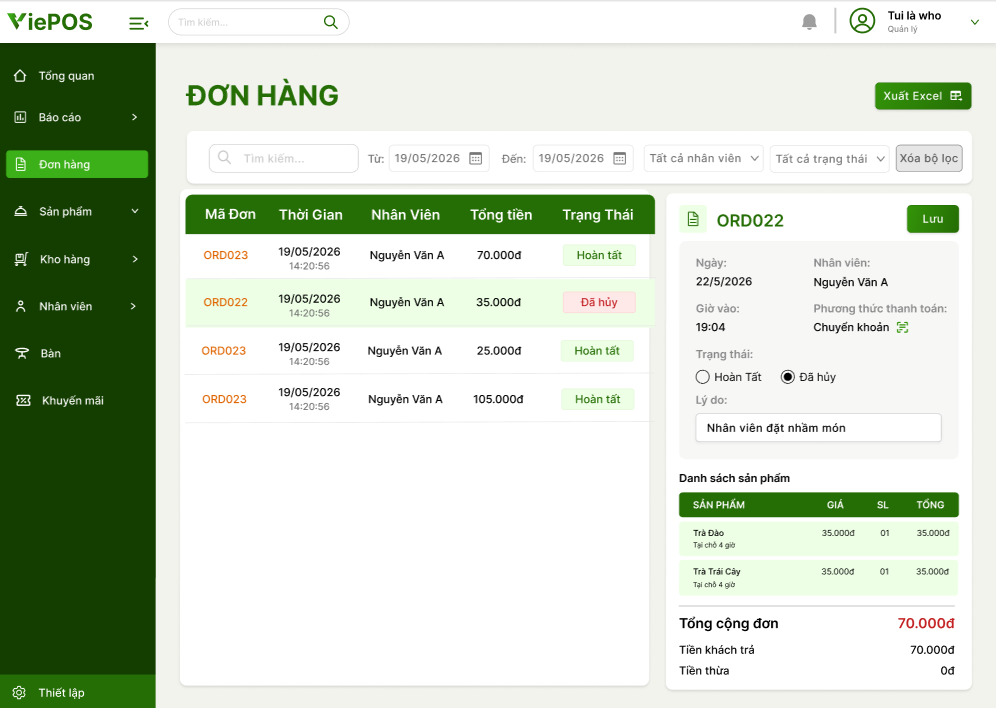 ViePOS
Tìm kiếm...
Tui là who
Quản lý
Tổng quan
Báo cáo
Đơn hàng
Sản phẩm
Kho hàng
Nhân viên
Bàn
Khuyến mãi
Thiết lập
ĐƠN HÀNG
Xuất Excel
Tìm kiếm... Từ: 19/05/2026 Đến: 19/05/2026 Tất cả nhân viên Tất cả trạng thái Xóa bộ lọc
Mã Đơn Thời Gian Nhân Viên Tổng tiền Trạng Thái
ORD023 19/05/2026 Nguyễn Văn A 70.000đ Hoàn tất
14:20:56
ORD022 19/05/2026 Nguyễn Văn A 35.000đ Đã hủy
14:20:56
ORD023 19/05/2026 Nguyễn Văn A 25.000đ Hoàn tất
14:20:56
ORD023 19/05/2026 Nguyễn Văn A 105.000đ Hoàn tất
14:20:56
ORD022 Lưu
Ngày: Nhân viên:
22/5/2026 Nguyễn Văn A
Giờ vào: Phương thức thanh toán:
19:04 Chuyển khoản
Trạng thái:
Hoàn Tất Đã hủy
Lý do:
Nhân viên đặt nhầm món
Danh sách sản phẩm
SẢN PHẨM GIÁ SL TỔNG
Trà Đào 35.000đ 01 35.000đ
Tại chỗ 4 giờ
Trà Trái Cây 35.000đ 01 35.000đ
Tại chỗ 4 giờ
Tổng cộng đơn 70.000đ
Tiền khách trả 70.000đ
Tiền thừa 0đ